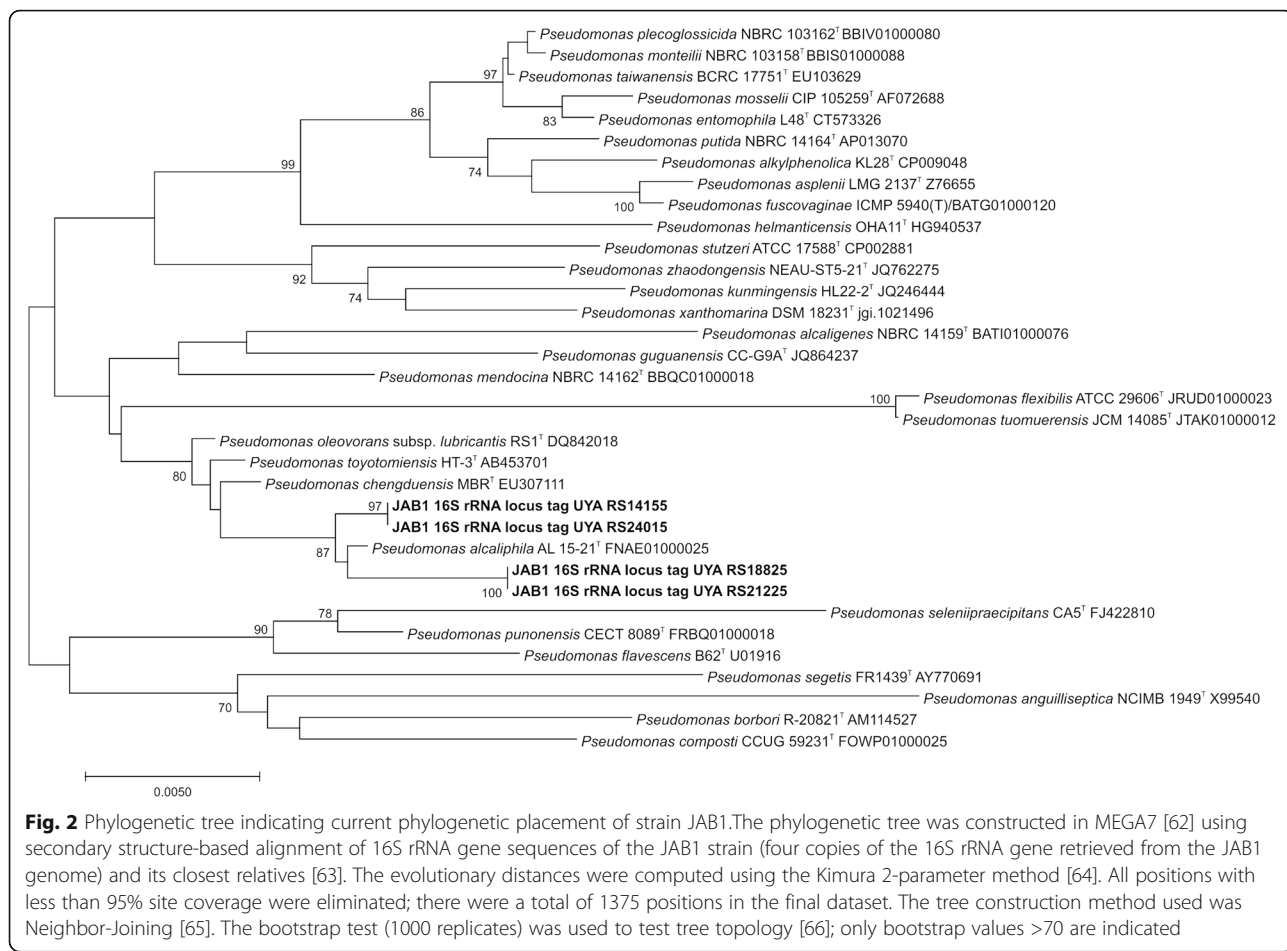 Pseudomonas plecoglossicida NBRC 103162ᵀ BBIV01000080
Pseudomonas monteilii NBRC 103158ᵀ BBIS01000088
97
Pseudomonas taiwanensis BCRC 17751ᵀ EU103629
Pseudomonas mosselii CIP 105259ᵀ AF072688
86
83
Pseudomonas entomophila L48ᵀ CT573326
Pseudomonas putida NBRC 14164ᵀ AP013070
99
Pseudomonas alkylphenolica KL28ᵀ CP009048
74
Pseudomonas asplenii LMG 2137ᵀ Z76655
100
Pseudomonas fuscovaginae ICMP 5940(T)/BATG01000120
Pseudomonas helmanticensis OHA11ᵀ HG940537
Pseudomonas stutzeri ATCC 17588ᵀ CP002881
92
Pseudomonas zhaodongensis NEAU-ST5-21ᵀ JQ762275
74
Pseudomonas kunmingensis HL22-2ᵀ JQ246444
Pseudomonas xanthomarina DSM 18231ᵀ jgi.1021496
Pseudomonas alcaligenes NBRC 14159ᵀ BATI01000076
Pseudomonas guguanensis CC-G9Aᵀ JQ864237
Pseudomonas mendocina NBRC 14162ᵀ BBQC01000018
100
Pseudomonas flexibilis ATCC 29606ᵀ JRUD01000023
Pseudomonas tuomuerensis JCM 14085ᵀ JTAK01000012
Pseudomonas oleovorans subsp. lubricantis RS1ᵀ DQ842018
80
Pseudomonas toyotomiensis HT-3ᵀ AB453701
Pseudomonas chengduensis MBRᵀ EU307111
97
JAB1 16S rRNA locus tag UYA RS14155
JAB1 16S rRNA locus tag UYA RS24015
87
Pseudomonas alcaliphila AL 15-21ᵀ FNAE01000025
JAB1 16S rRNA locus tag UYA RS18825
100
JAB1 16S rRNA locus tag UYA RS21225
78
Pseudomonas seleniipraecipitans CA5ᵀ FJ422810
90
Pseudomonas punonensis CECT 8089ᵀ FRBQ01000018
Pseudomonas flavescens B62ᵀ U01916
Pseudomonas segetis FR1439ᵀ AY770691
70
Pseudomonas anguilliseptica NCIMB 1949ᵀ X99540
Pseudomonas borbori R-20821ᵀ AM114527
Pseudomonas composti CCUG 59231ᵀ FOWP01000025
0.0050
Fig. 2 Phylogenetic tree indicating current phylogenetic placement of strain JAB1.The phylogenetic tree was constructed in MEGA7 [62] using
secondary structure-based alignment of 16S rRNA gene sequences of the JAB1 strain (four copies of the 16S rRNA gene retrieved from the JAB1
genome) and its closest relatives [63]. The evolutionary distances were computed using the Kimura 2-parameter method [64]. All positions with
less than 95% site coverage were eliminated; there were a total of 1375 positions in the final dataset. The tree construction method used was
Neighbor-Joining [65]. The bootstrap test (1000 replicates) was used to test tree topology [66]; only bootstrap values >70 are indicated